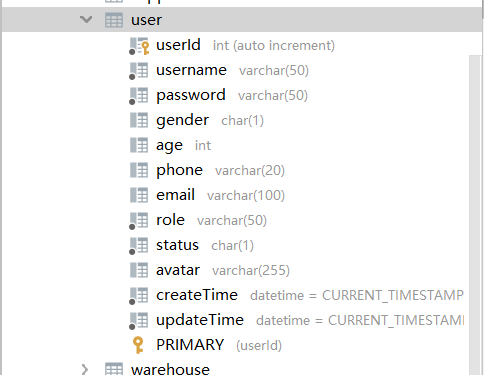 user
userId int (auto increment)
username varchar(50)
password varchar(50)
gender char(1)
age int
phone varchar(20)
email varchar(100)
role varchar(50)
status char(1)
avatar varchar(255)
createTime datetime = CURRENT_TIMESTAMP
updateTime datetime = CURRENT_TIMESTAM
PRIMARY (userId)
warehouse